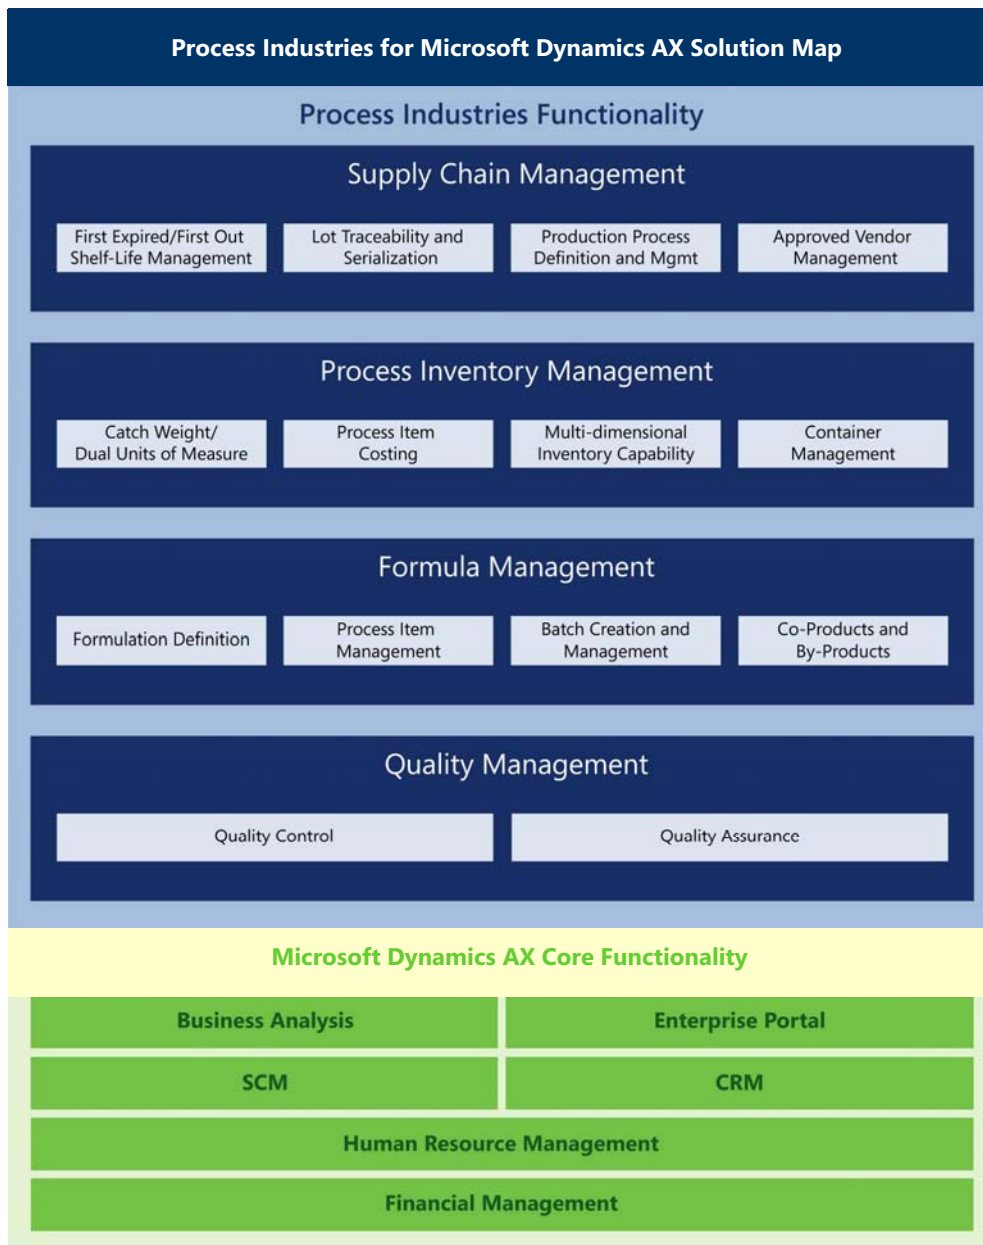 Process Industries for Microsoft Dynamics AX Solution Map
Process Industries Functionality
Supply Chain Management
First Expired/First Out
Shelf-Life Management
Lot Traceability and
Serialization
Production Process
Definition and Mgmt
Approved Vendor
Management
Process Inventory Management
Catch Weight/
Dual Units of Measure
Process Item
Costing
Multi-dimensional
Inventory Capability
Container
Management
Formula Management
Formulation Definition
Process Item
Management
Batch Creation and
Management
Co-Products and
By-Products
Quality Management
Quality Control
Quality Assurance
Microsoft Dynamics AX Core Functionality
Business Analysis
Enterprise Portal
SCM
CRM
Human Resource Management
Financial Management